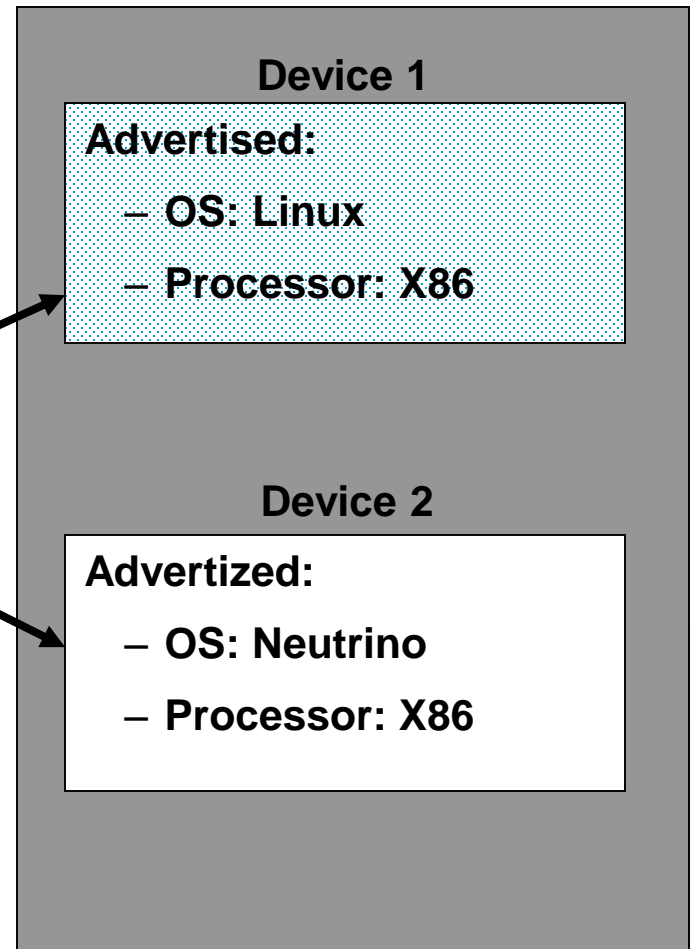 Device 1
Advertised:
– OS: Linux
– Processor: X86
Device 2
Advertized:
– OS: Neutrino
– Processor: X86